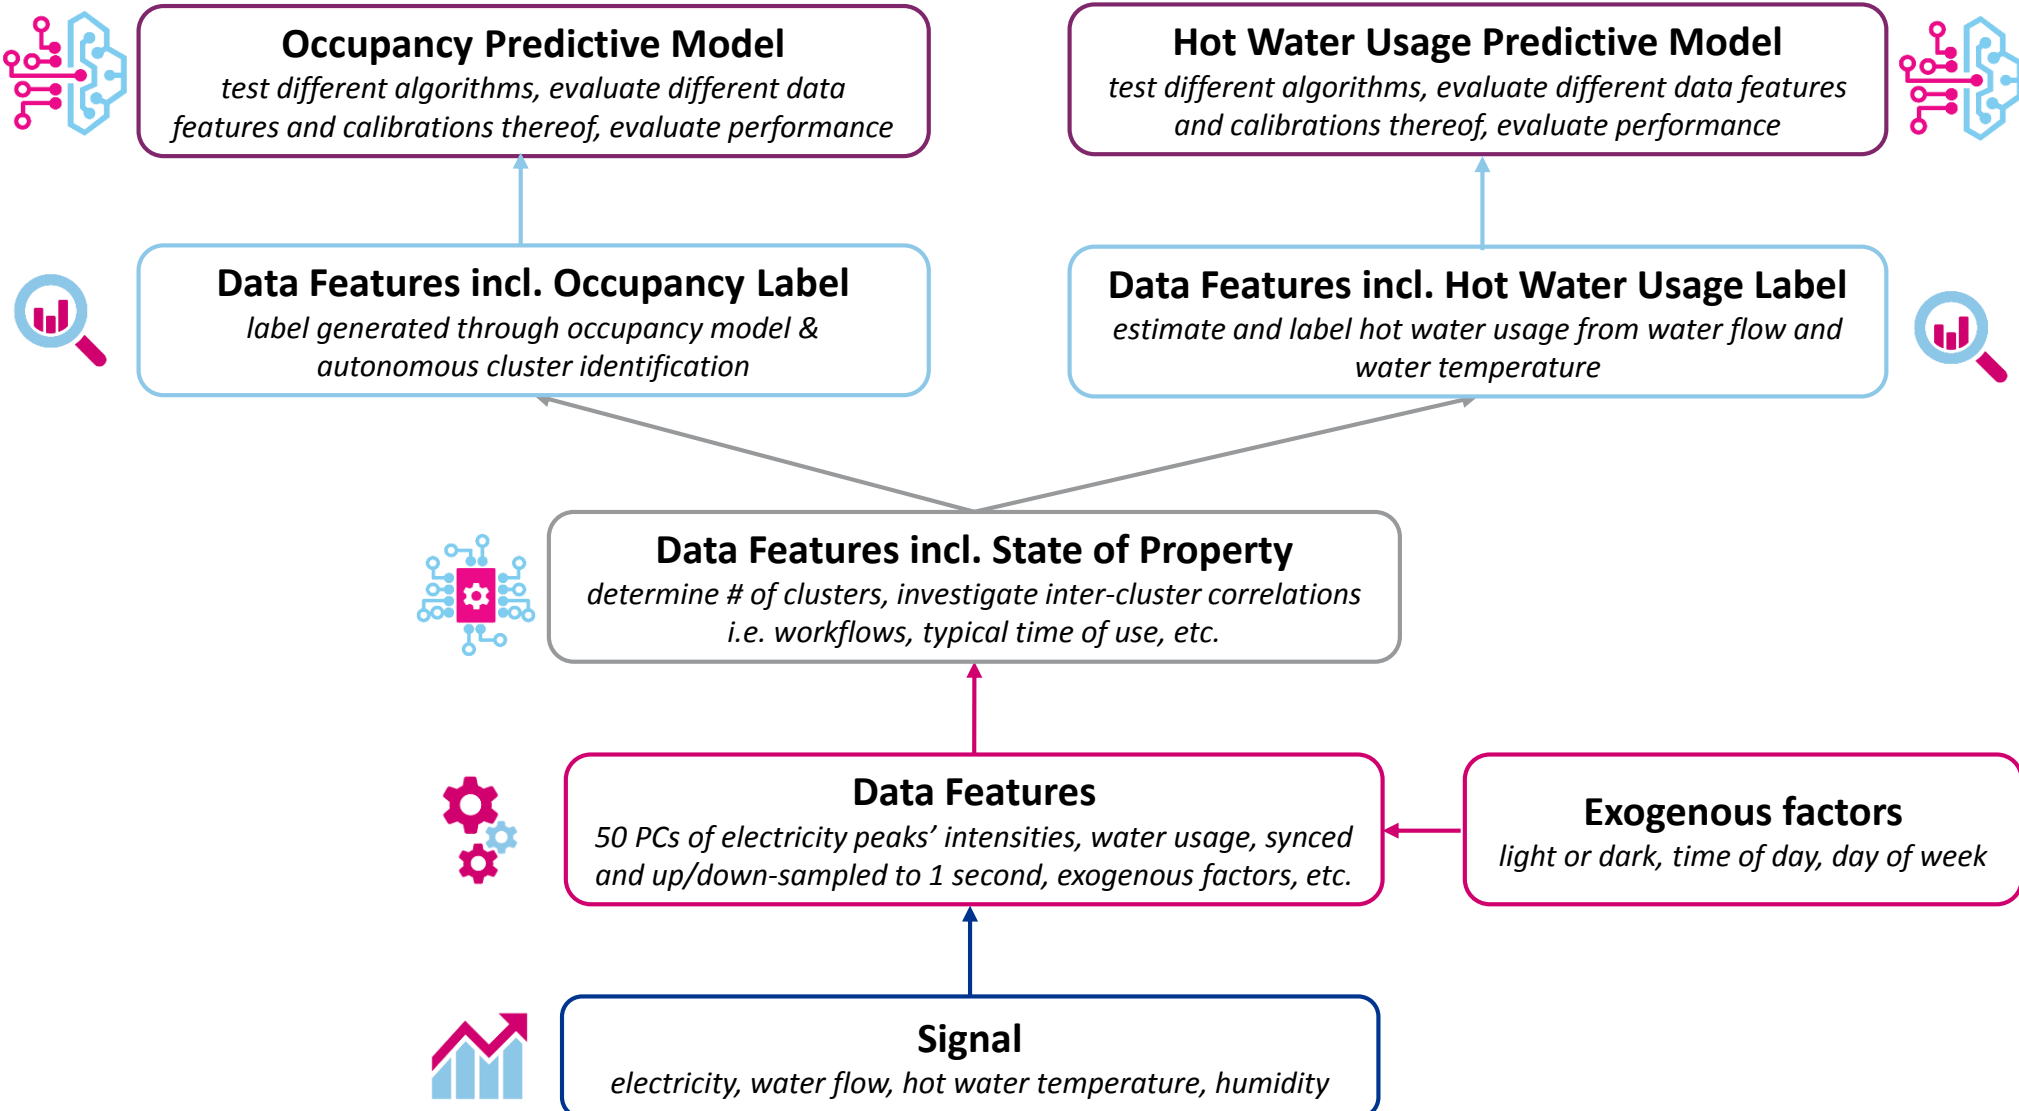 Occupancy Predictive Model
test different algorithms, evaluate different data
features and calibrations thereof, evaluate performance
Hot Water Usage Predictive Model
test different algorithms, evaluate different data features
and calibrations thereof, evaluate performance
Data Features incl. Occupancy Label
label generated through occupancy model &
autonomous cluster identification
Data Features incl. Hot Water Usage Label
estimate and label hot water usage from water flow and
water temperature
Data Features incl. State of Property
determine # of clusters, investigate inter-cluster correlations
i.e. workflows, typical time of use, etc.
Data Features
50 PCs of electricity peaks’ intensities, water usage, synced
and up/down-sampled to 1 second, exogenous factors, etc.
Exogenous factors
light or dark, time of day, day of week
Signal
electricity, water flow, hot water temperature, humidity